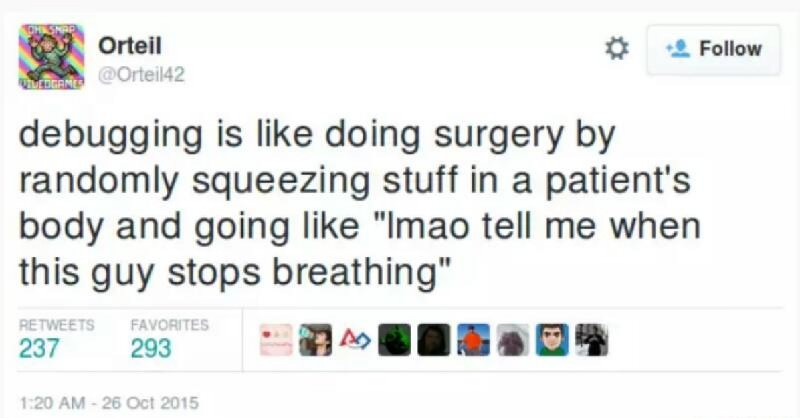 OH SNAP
VIDEOGAMES
Orteil
@Orteil42
Follow
debugging is like doing surgery by
randomly squeezing stuff in a patient's
body and going like "lmao tell me when
this guy stops breathing"
RETWEETS FAVORITES
237 293
1:20 AM - 26 Oct 2015